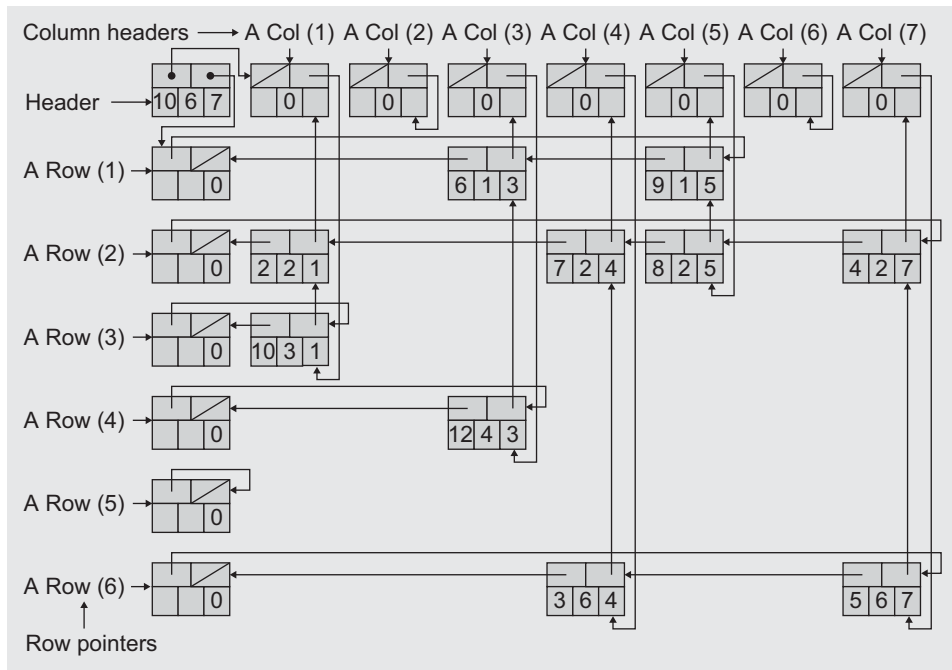 Column headers A Col (1) A Col (2) A Col (3) A Col (4) A Col (5) A Col (6) A Col (7)
Header 10 6 7 0 0 0 0 0 0 0
A Row (1) 0 6 1 3 9 1 5
A Row (2) 0 2 2 1 7 2 4 8 2 5 4 2 7
A Row (3) 0 10 3 1
A Row (4) 0 12 4 3
A Row (5) 0
A Row (6) 0 3 6 4 5 6 7
Row pointers